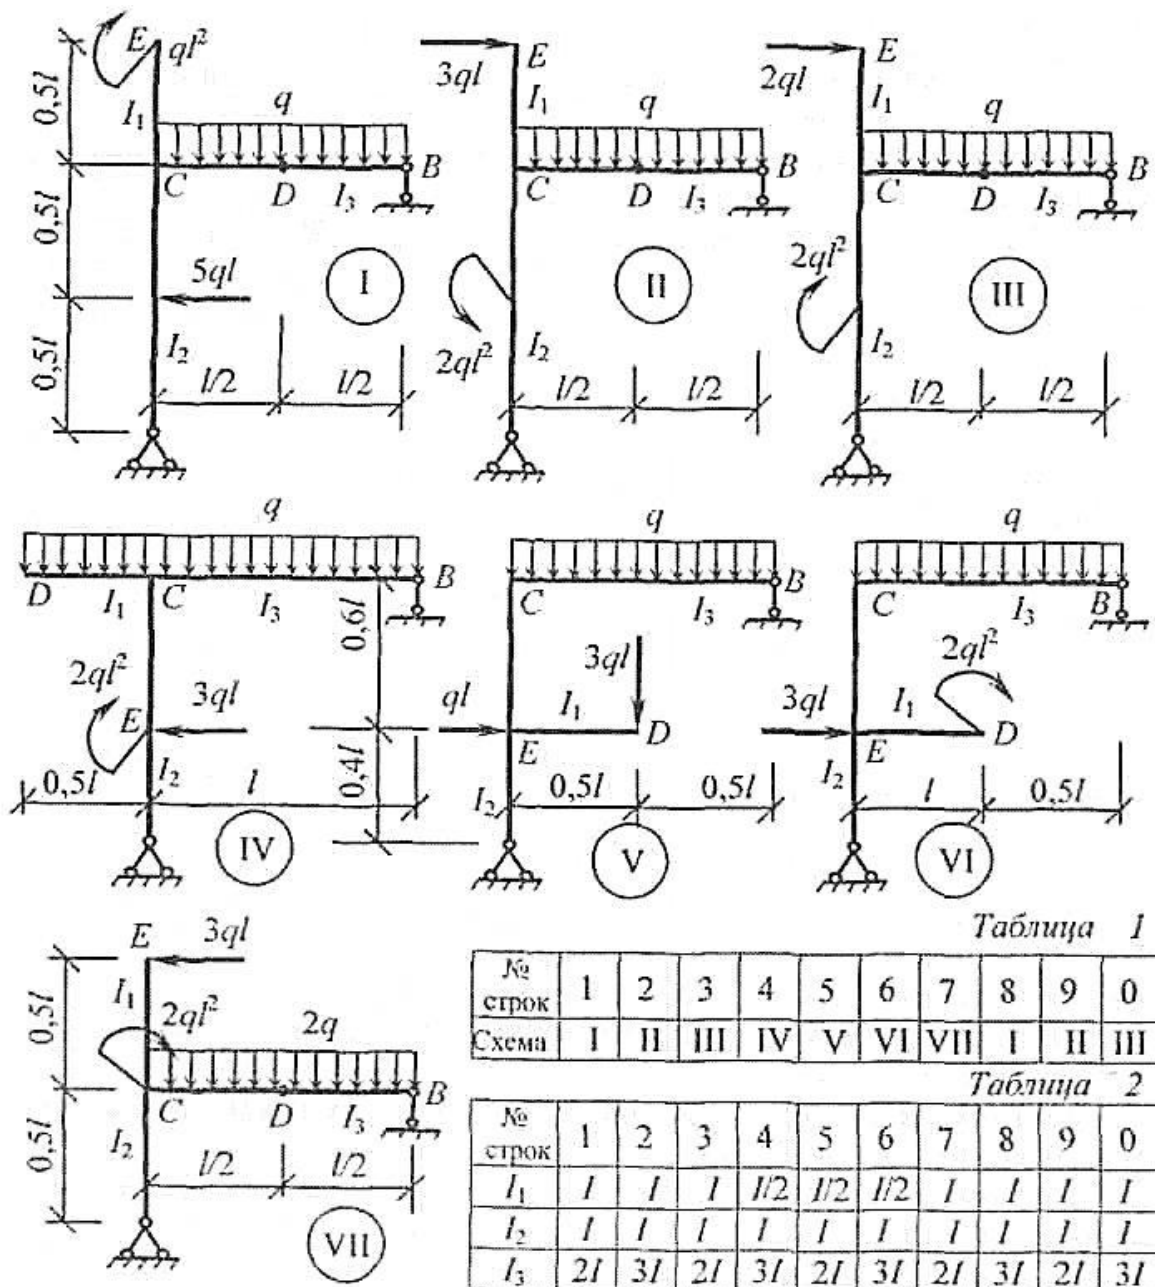 E ql²
0,5l
I₁
q
C D I₃ B
0,5l
5ql
I
0,5l
I₂
l/2 l/2
3ql E
I₁
q
C D I₃ B
II
2ql²
I₂
l/2 l/2
2ql E
I₁
q
C D I₃ B
2ql²
III
I₂
l/2 l/2
q
D I₁ C I₃ B
0,6l
2ql²
E 3ql
0,4l
I₂
0,5l l
IV
q
C I₃ B
3ql
ql I₁
E D
I₂ 0,5l 0,5l
V
q
C I₃ B
2ql²
3ql I₁
E D
I₂ l 0,5l
VI
E 3ql
0,5l
I₁
2ql² 2q
C D I₃ B
0,5l
I₂
l/2 l/2
VII
Таблица 1
№ строк 1 2 3 4 5 6 7 8 9 0
Схема I II III IV V VI VII I II III
Таблица 2
№ строк 1 2 3 4 5 6 7 8 9 0
I₁ I I I I/2 I/2 I/2 I I I I
I₂ I I I I I I I I I I
I₃ 2I 3I 2I 3I 2I 3I 2I 3I 2I 3I